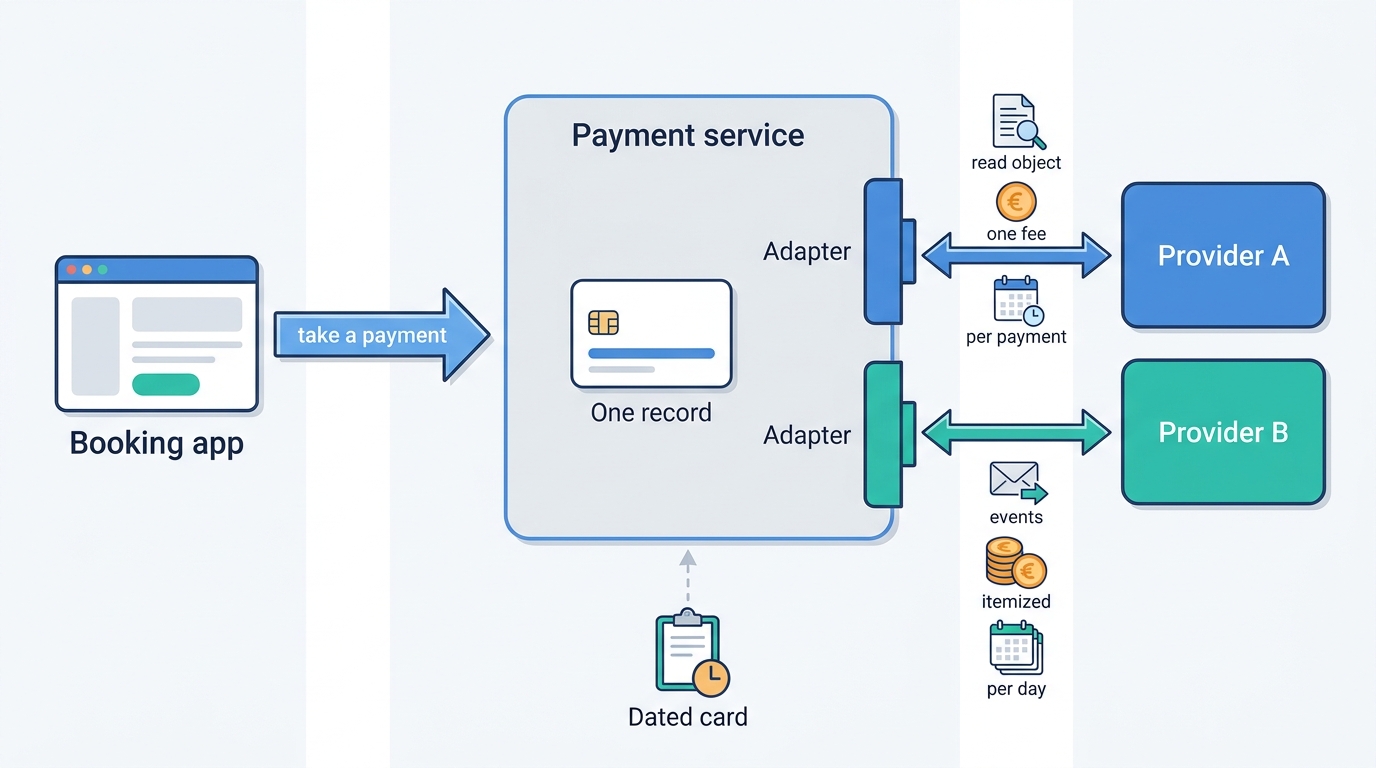 Payment service
read object
€
one fee
Adapter
Provider A
per payment
take a payment
One record
Booking app
Adapter
Provider B
events
€
€
itemized
per day
Dated card